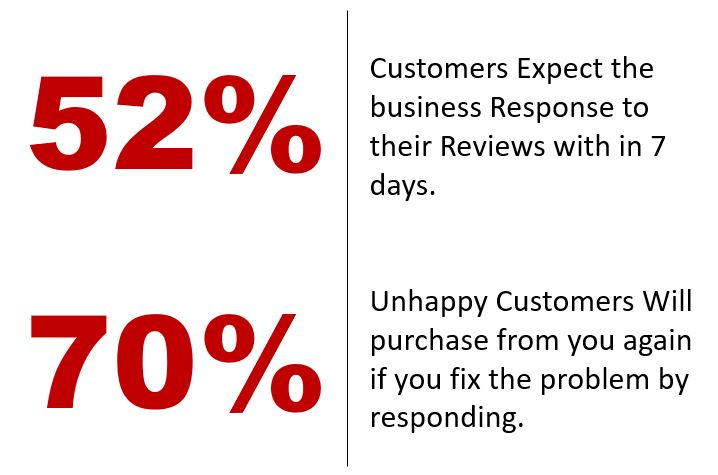 52%
Customers Expect the
business Response to
their Reviews with in 7
days.
70%
Unhappy Customers Will
purchase from you again
if you fix the problem by
responding.